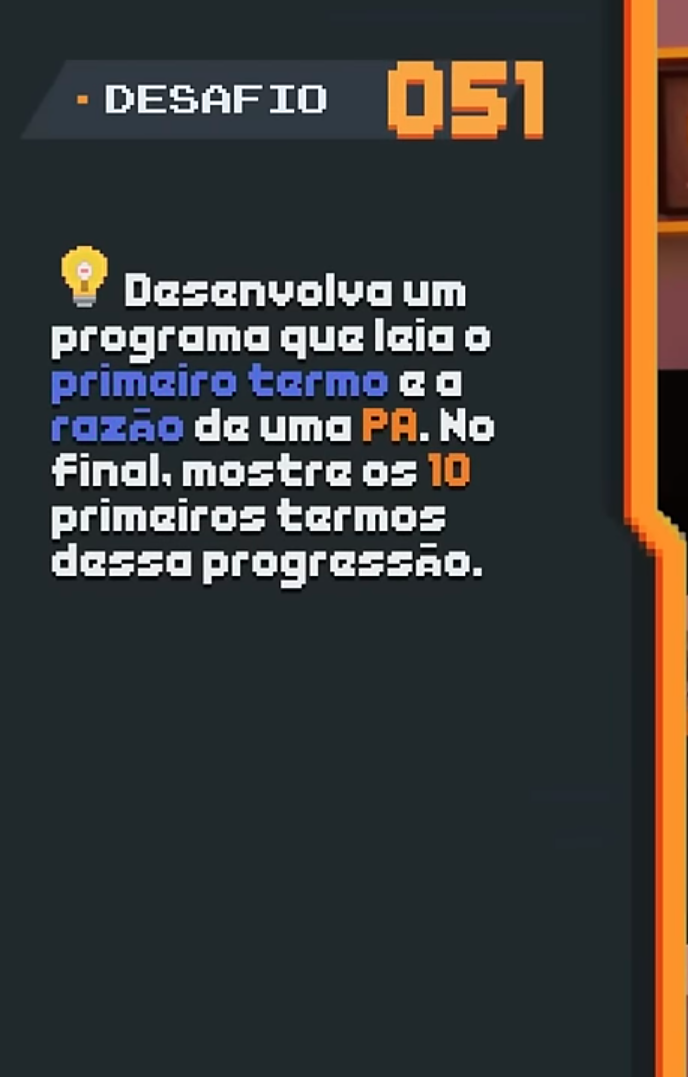 DESAFIO 051
Desenvolva um
programa que leia o
primeiro termo e a
razão de uma PA. No
final, mostre os 10
primeiros termos
dessa progressão.